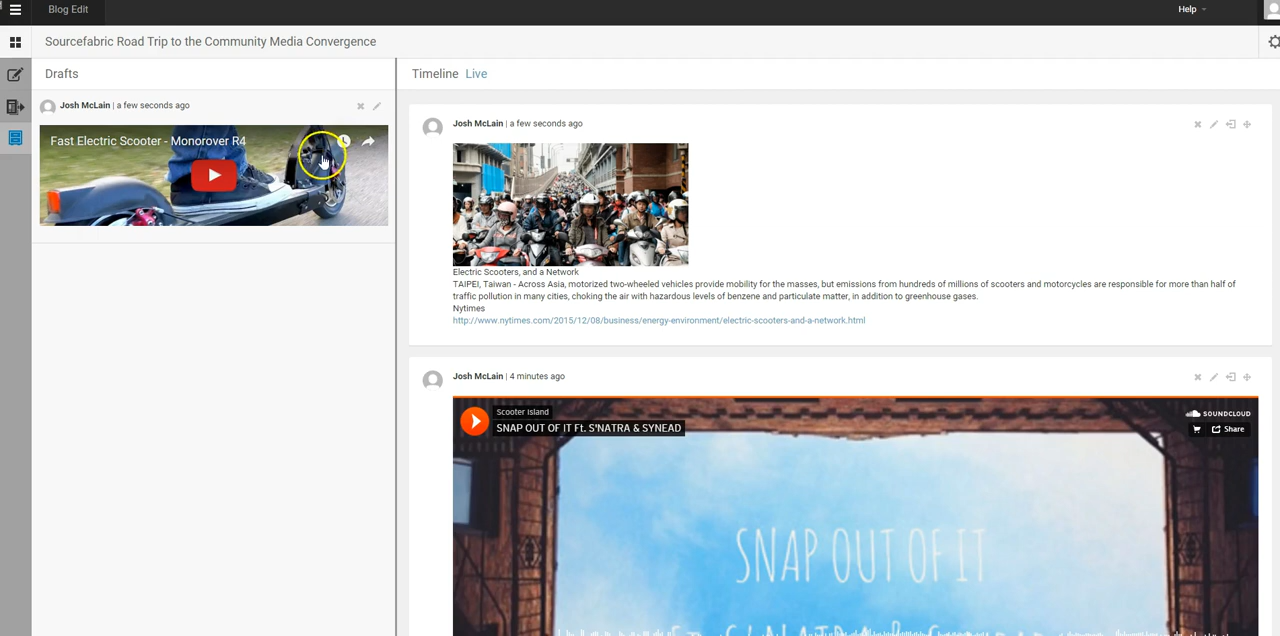 Blog Edit
Help
Sourcefabric Road Trip to the Community Media Convergence
Drafts
Timeline Live
Josh McLain | a few seconds ago
Fast Electric Scooter - Monorover R4
Josh McLain | a few seconds ago
Electric Scooters, and a Network
TAIPEI, Taiwan - Across Asia, motorized two-wheeled vehicles provide mobility for the masses, but emissions from hundreds of millions of scooters and motorcycles are responsible for more than half of
traffic pollution in many cities, choking the air with hazardous levels of benzene and particulate matter, in addition to greenhouse gases.
Nytimes
http://www.nytimes.com/2015/12/08/business/energy-environment/electric-scooters-and-a-network.html
Josh McLain | 4 minutes ago
Scooter Island
SNAP OUT OF IT Ft. S'NATRA & SYNEAD
SOUNDCLOUD
Share
SNAP OUT OF IT